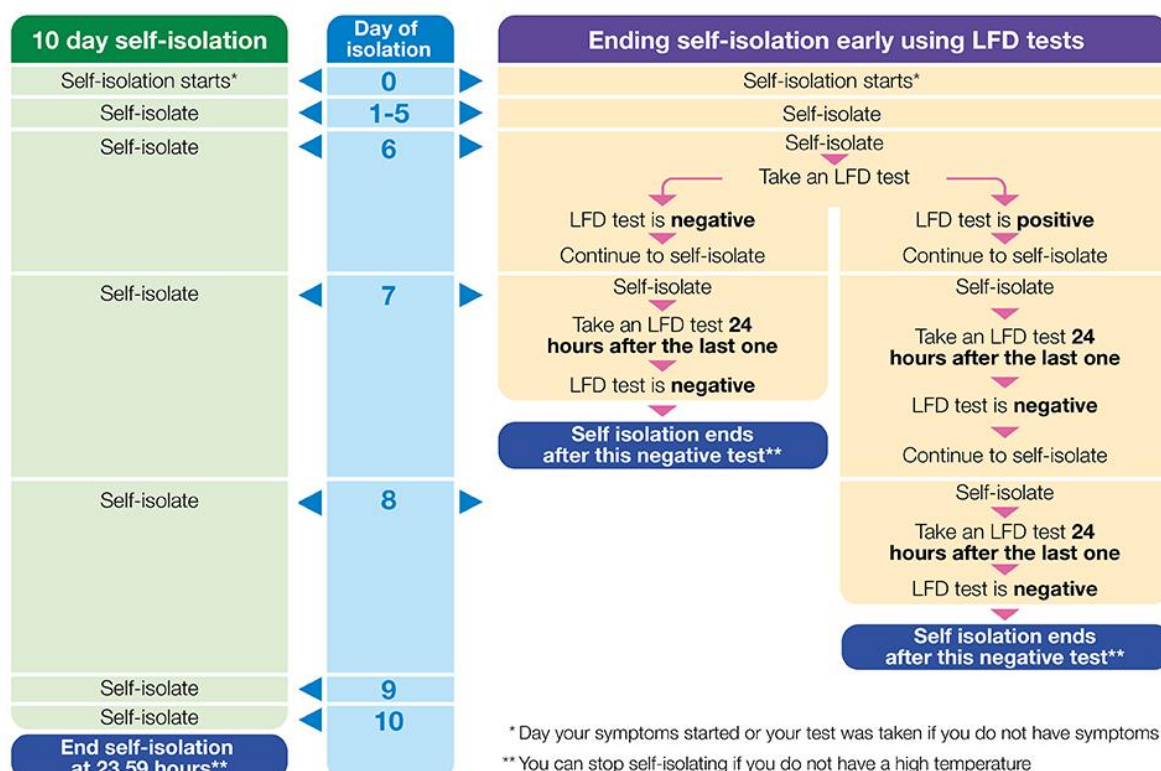 10 day self-isolation
Self-isolation starts*
Self-isolate
Self-isolate
Self-isolate
Self-isolate
Self-isolate
Self-isolate
End self-isolation
at 23.59 hours**
Day of
isolation
0
1-5
6
7
8
9
10
Ending self-isolation early using LFD tests
Self-isolation starts*
Self-isolate
Self-isolate
Take an LFD test
LFD test is negative
Continue to self-isolate
Self-isolate
Take an LFD test 24
hours after the last one
LFD test is negative
Self isolation ends
after this negative test**
LFD test is positive
Continue to self-isolate
Self-isolate
Take an LFD test 24
hours after the last one
LFD test is negative
Continue to self-isolate
Self-isolate
Take an LFD test 24
hours after the last one
LFD test is negative
Self isolation ends
after this negative test**
* Day your symptoms started or your test was taken if you do not have symptoms
** You can stop self-isolating if you do not have a high temperature